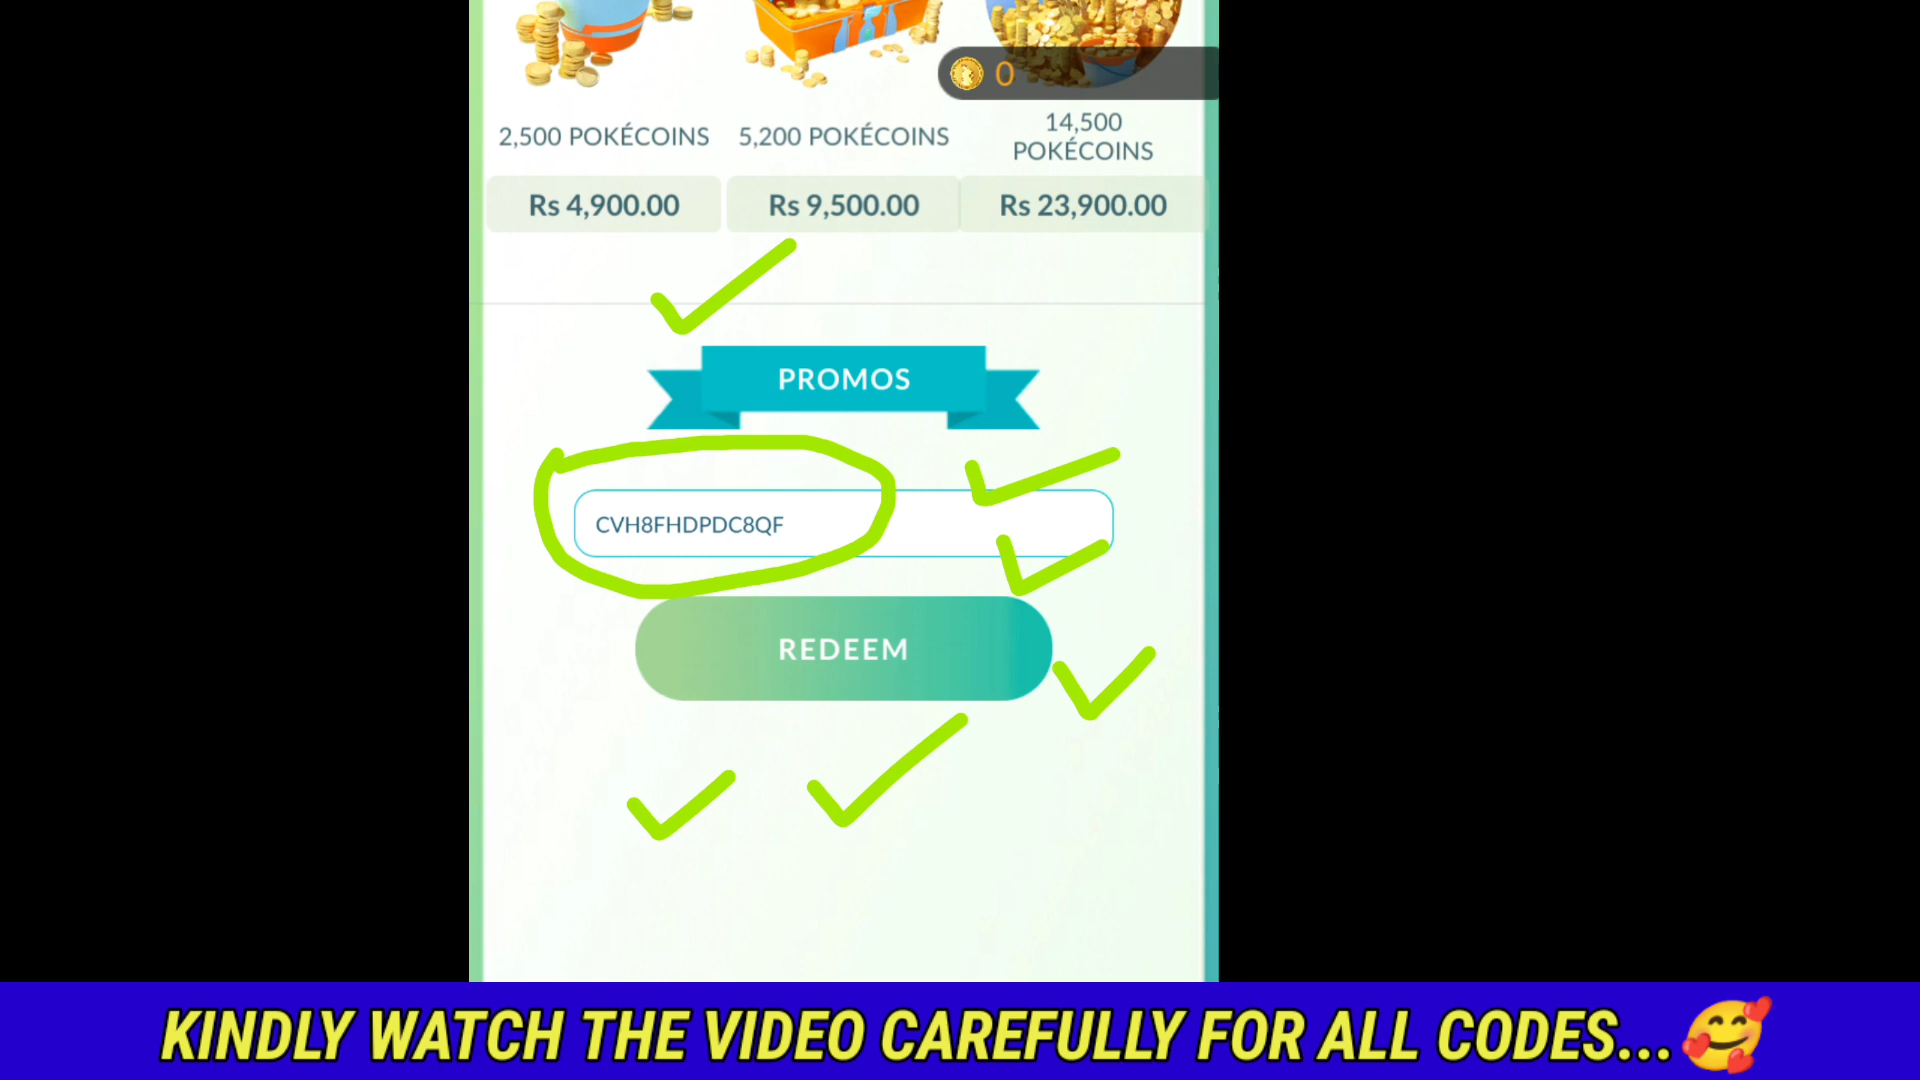 0
2,500 POKÉCOINS
5,200 POKÉCOINS
14,500
POKÉCOINS
Rs 4,900.00
Rs 9,500.00
Rs 23,900.00
PROMOS
CVH8FHDPDC8QF
REDEEM
KINDLY WATCH THE VIDEO CAREFULLY FOR ALL CODES...🥰